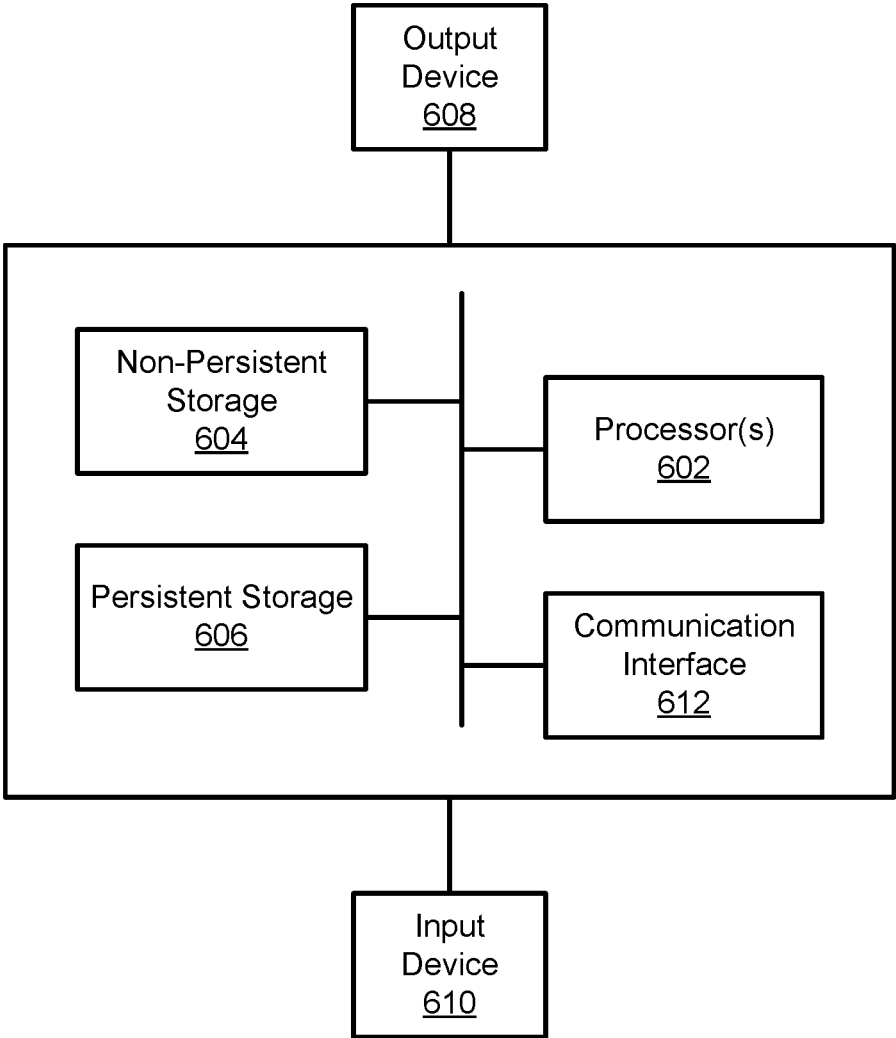 Output
Device
608
Non-Persistent
Storage
604
Processor(s)
602
Persistent Storage
606
Communication
Interface
612
Input
Device
610